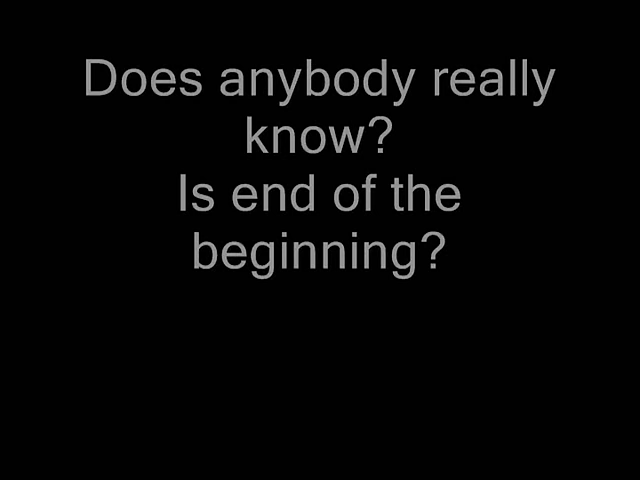 Does anybody really
know?
Is end of the
beginning?